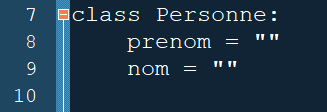 7 class Personne:
8     prenom = ""
9     nom = ""
10